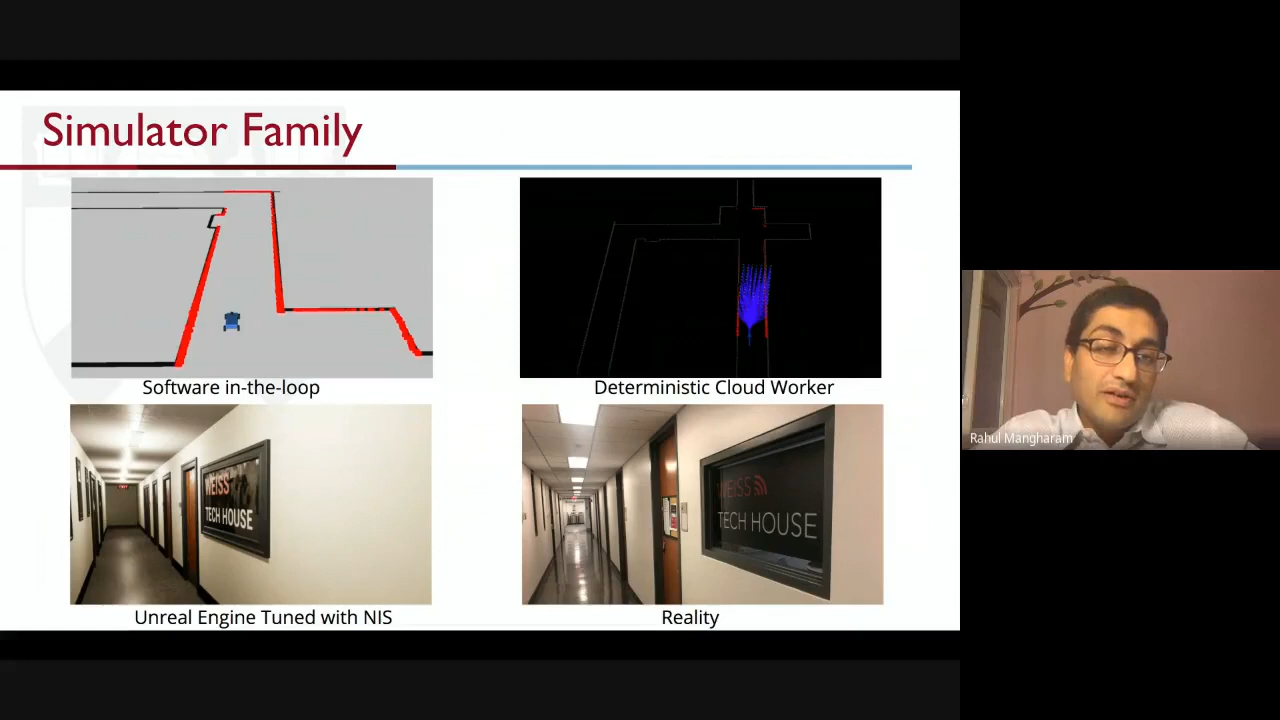 Simulator Family
Software in-the-loop
Deterministic Cloud Worker
WEISS
TECH HOUSE
WEISS
TECH HOUSE
Unreal Engine Tuned with NIS
Reality
Rahul Mangharam